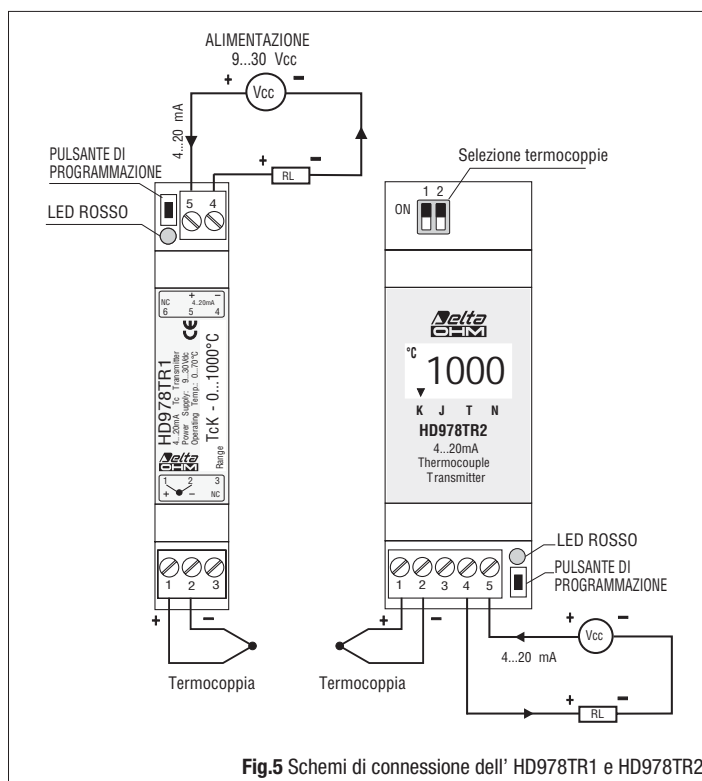 ALIMENTAZIONE
9...30 Vcc
+ −
Vcc
4...20 mA
+ −
RL
PULSANTE DI
PROGRAMMAZIONE
LED ROSSO
5 4
NC + −
4..20mA
6 5 4
CE
HD978TR1
4...20mA Tc Transmitter
Power Supply: 9...30Vdc
Operating Temp.: 0...70°C
TcK - 0...1000°C
Range
Delta
OHM
1 2 3
+ − NC
1 2 3
+ −
Termocoppia
Selezione termocoppie
1 2
ON
Delta
OHM
°C 1000
K J T N
HD978TR2
4...20mA
Thermocouple
Transmitter
LED ROSSO
PULSANTE DI
PROGRAMMAZIONE
1 2 3 4 5
+ −
Termocoppia
+ −
Vcc
4...20 mA
+ −
RL
Fig.5 Schemi di connessione dell' HD978TR1 e HD978TR2